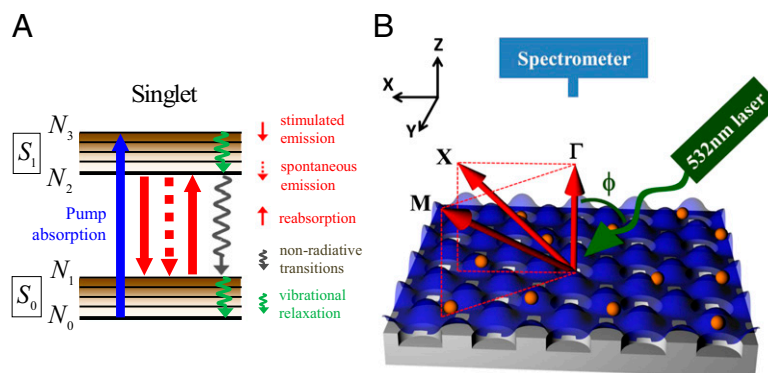 A
Singlet
N3
S1
N2
Pump
absorption
N1
S0
N0
stimulated
emission
spontaneous
emission
reabsorption
non-radiative
transitions
vibrational
relaxation
B
Z
X
Y
Spectrometer
532nm laser
X
Γ
M
ϕ